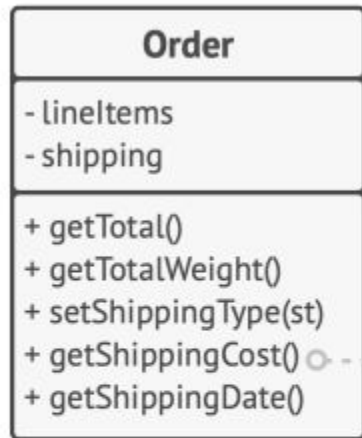 Order
- lineItems
- shipping
+ getTotal()
+ getTotalWeight()
+ setShippingType(st)
+ getShippingCost()
+ getShippingDate()